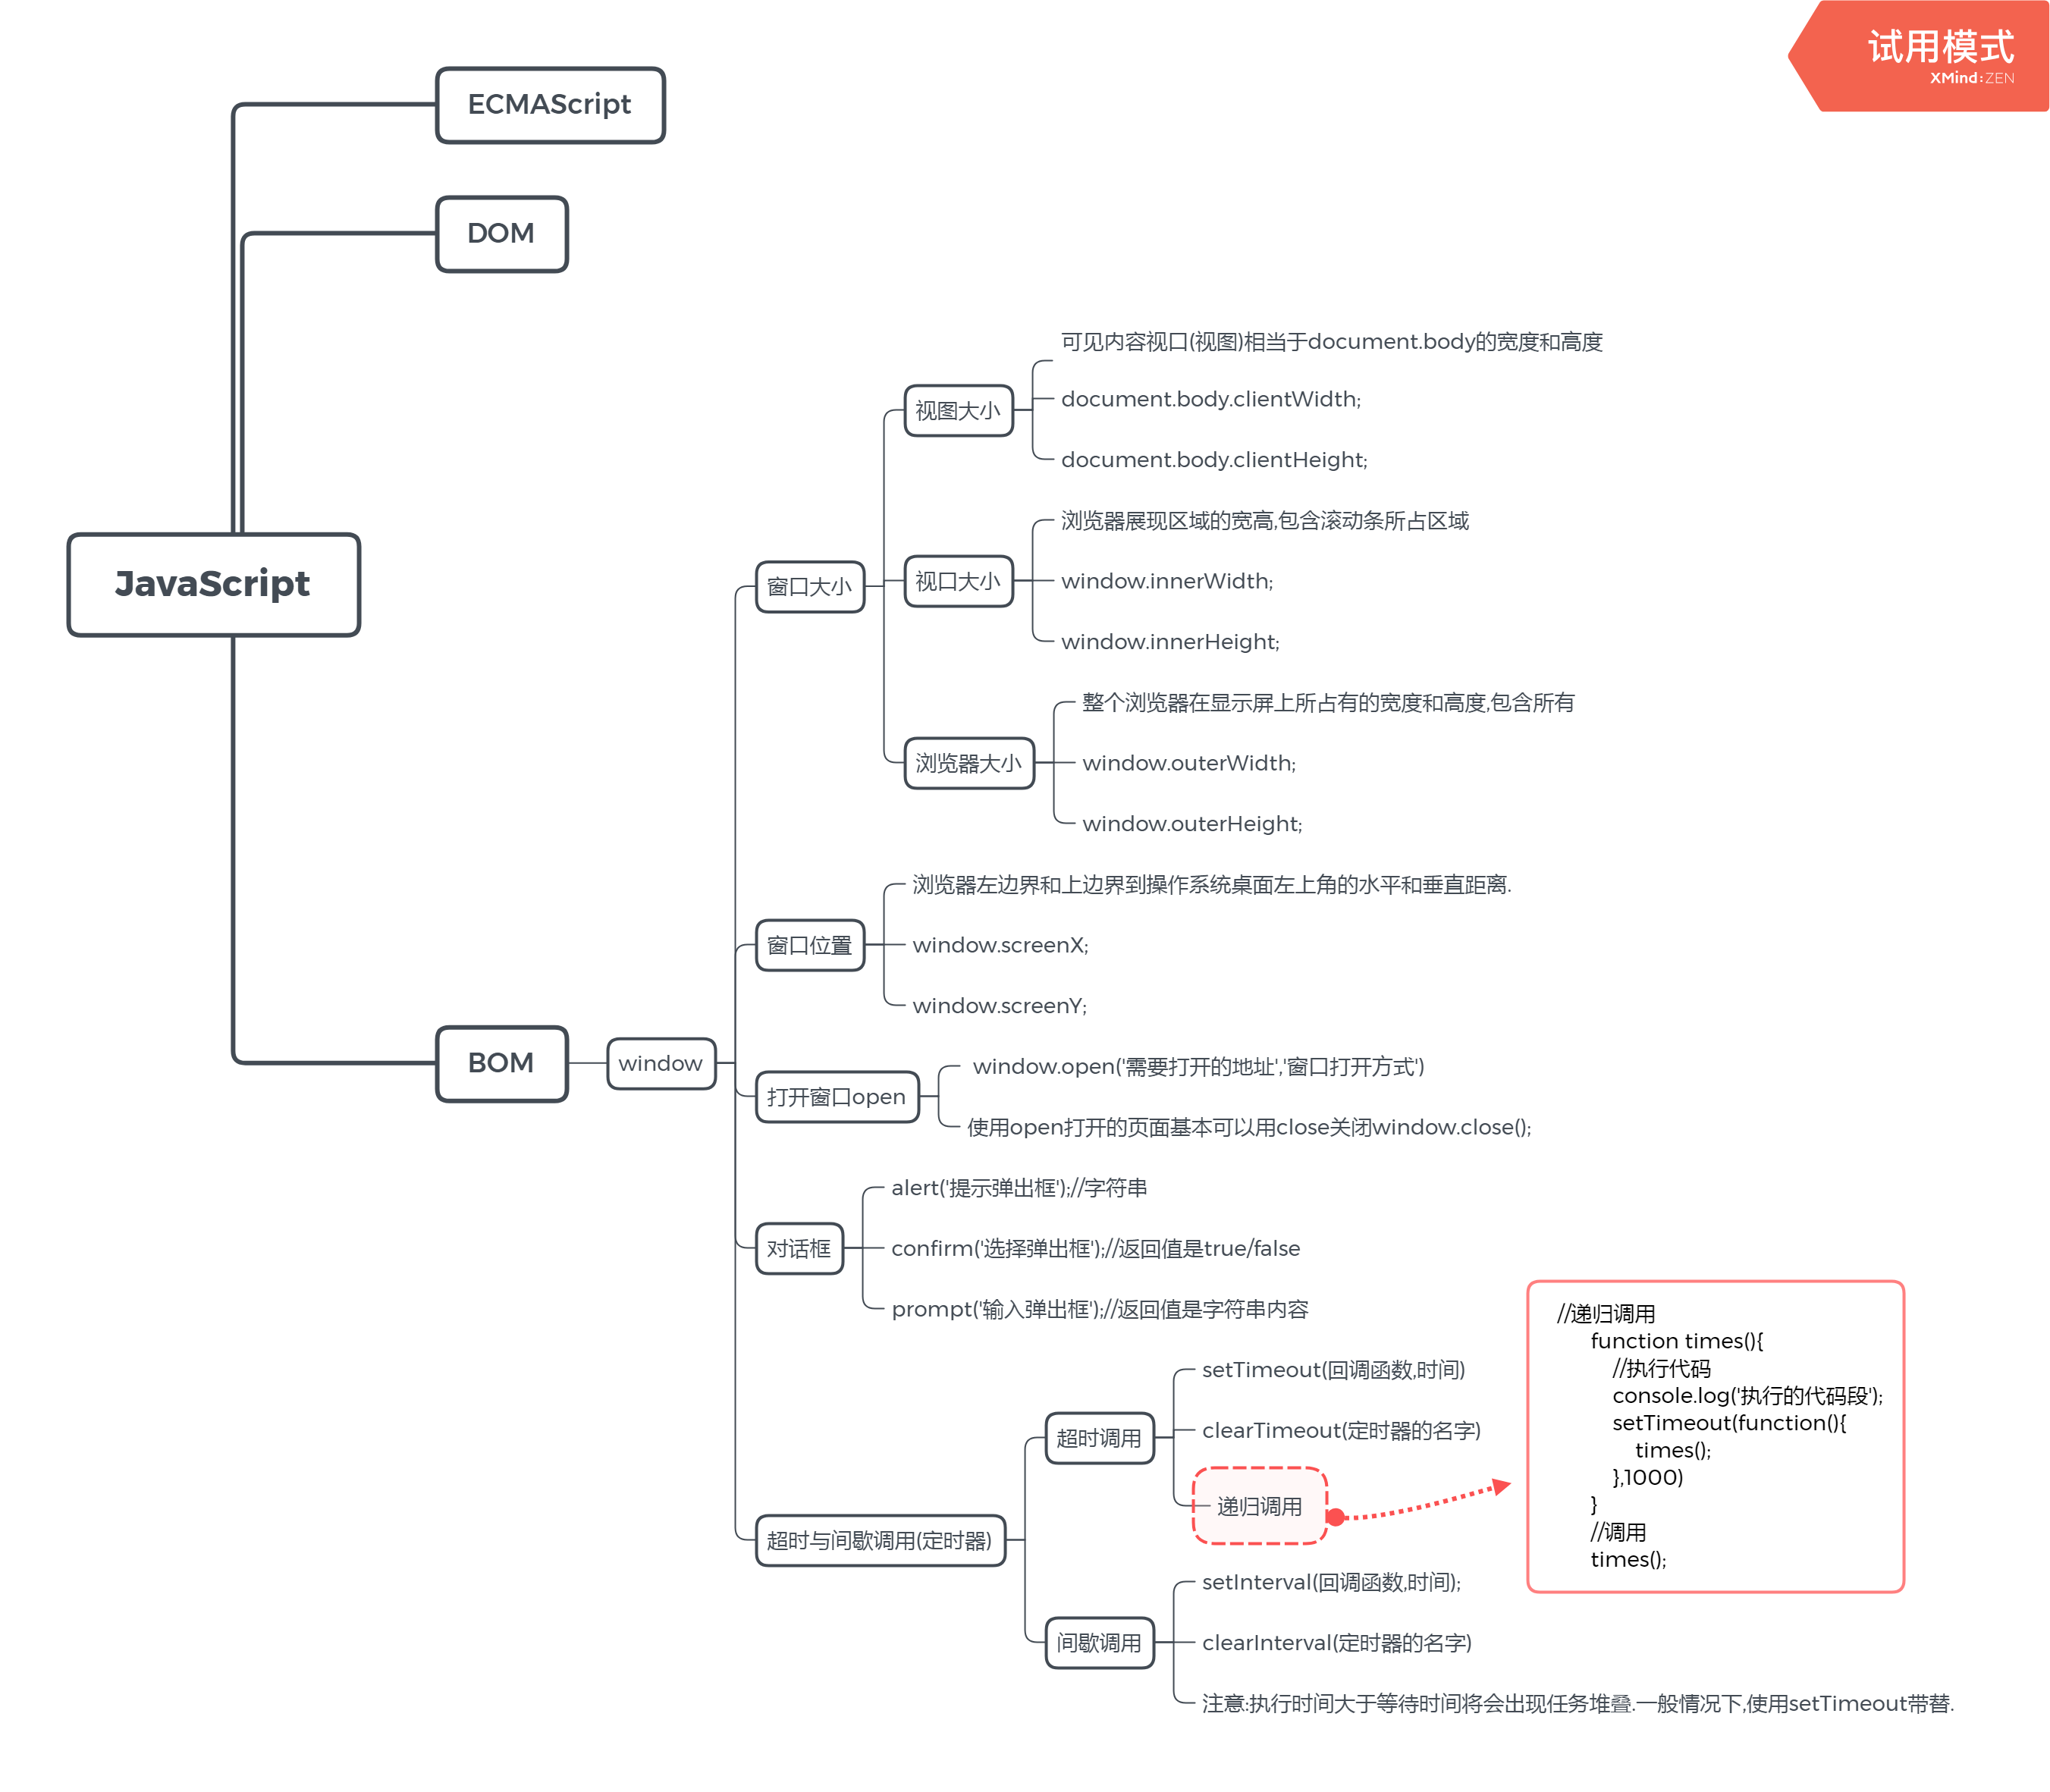 试用模式
XMind:ZEN
ECMAScript
DOM
JavaScript
可见内容视口(视图)相当于document.body的宽度和高度
视图大小
document.body.clientWidth;
document.body.clientHeight;
浏览器展现区域的宽高,包含滚动条所占区域
窗口大小
视口大小
window.innerWidth;
window.innerHeight;
整个浏览器在显示屏上所占有的宽度和高度,包含所有
浏览器大小
window.outerWidth;
window.outerHeight;
浏览器左边界和上边界到操作系统桌面左上角的水平和垂直距离.
窗口位置
window.screenX;
window.screenY;
BOM
window
window.open('需要打开的地址','窗口打开方式')
打开窗口open
使用open打开的页面基本可以用close关闭window.close();
alert('提示弹出框');//字符串
对话框
confirm('选择弹出框');//返回值是true/false
prompt('输入弹出框');//返回值是字符串内容
超时与间歇调用(定时器)
setTimeout(回调函数,时间)
超时调用
clearTimeout(定时器的名字)
递归调用
//递归调用
function times(){
//执行代码
console.log('执行的代码段');
setTimeout(function(){
times();
},1000)
}
//调用
times();
setInterval(回调函数,时间);
间歇调用
clearInterval(定时器的名字)
注意:执行时间大于等待时间将会出现任务堆叠.一般情况下,使用setTimeout带替.